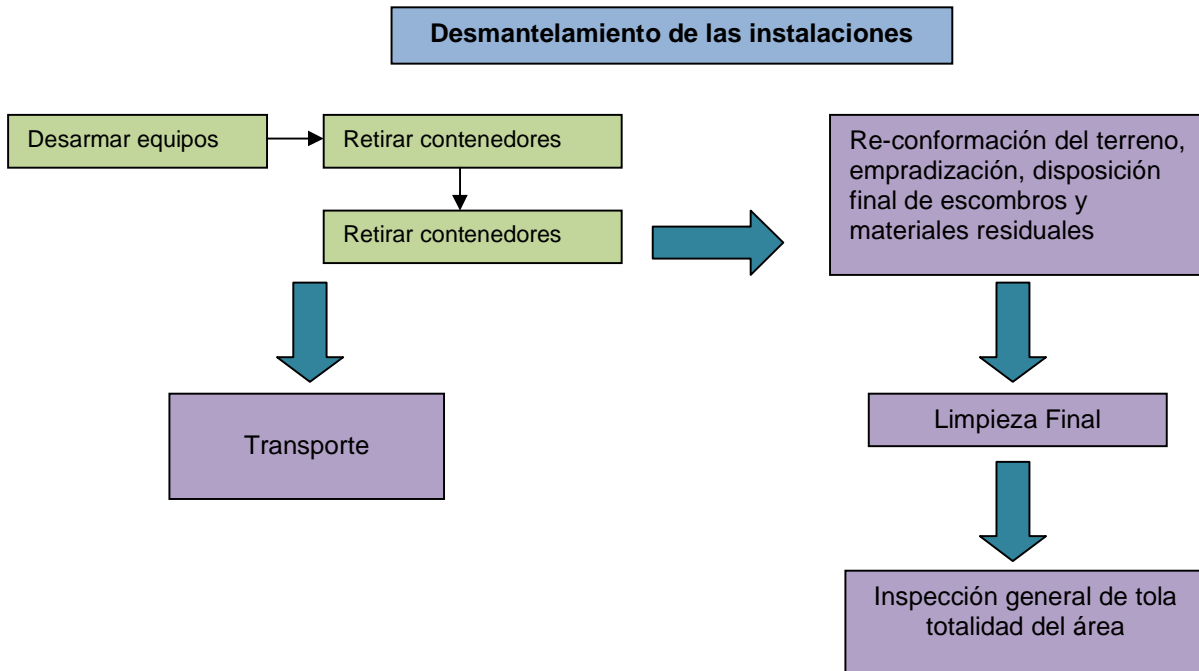 Desmantelamiento de las instalaciones
Desarmar equipos
Retirar contenedores
Retirar contenedores
Re-conformación del terreno,
empradización, disposición
final de escombros y
materiales residuales
Transporte
Limpieza Final
Inspección general de tola
totalidad del área